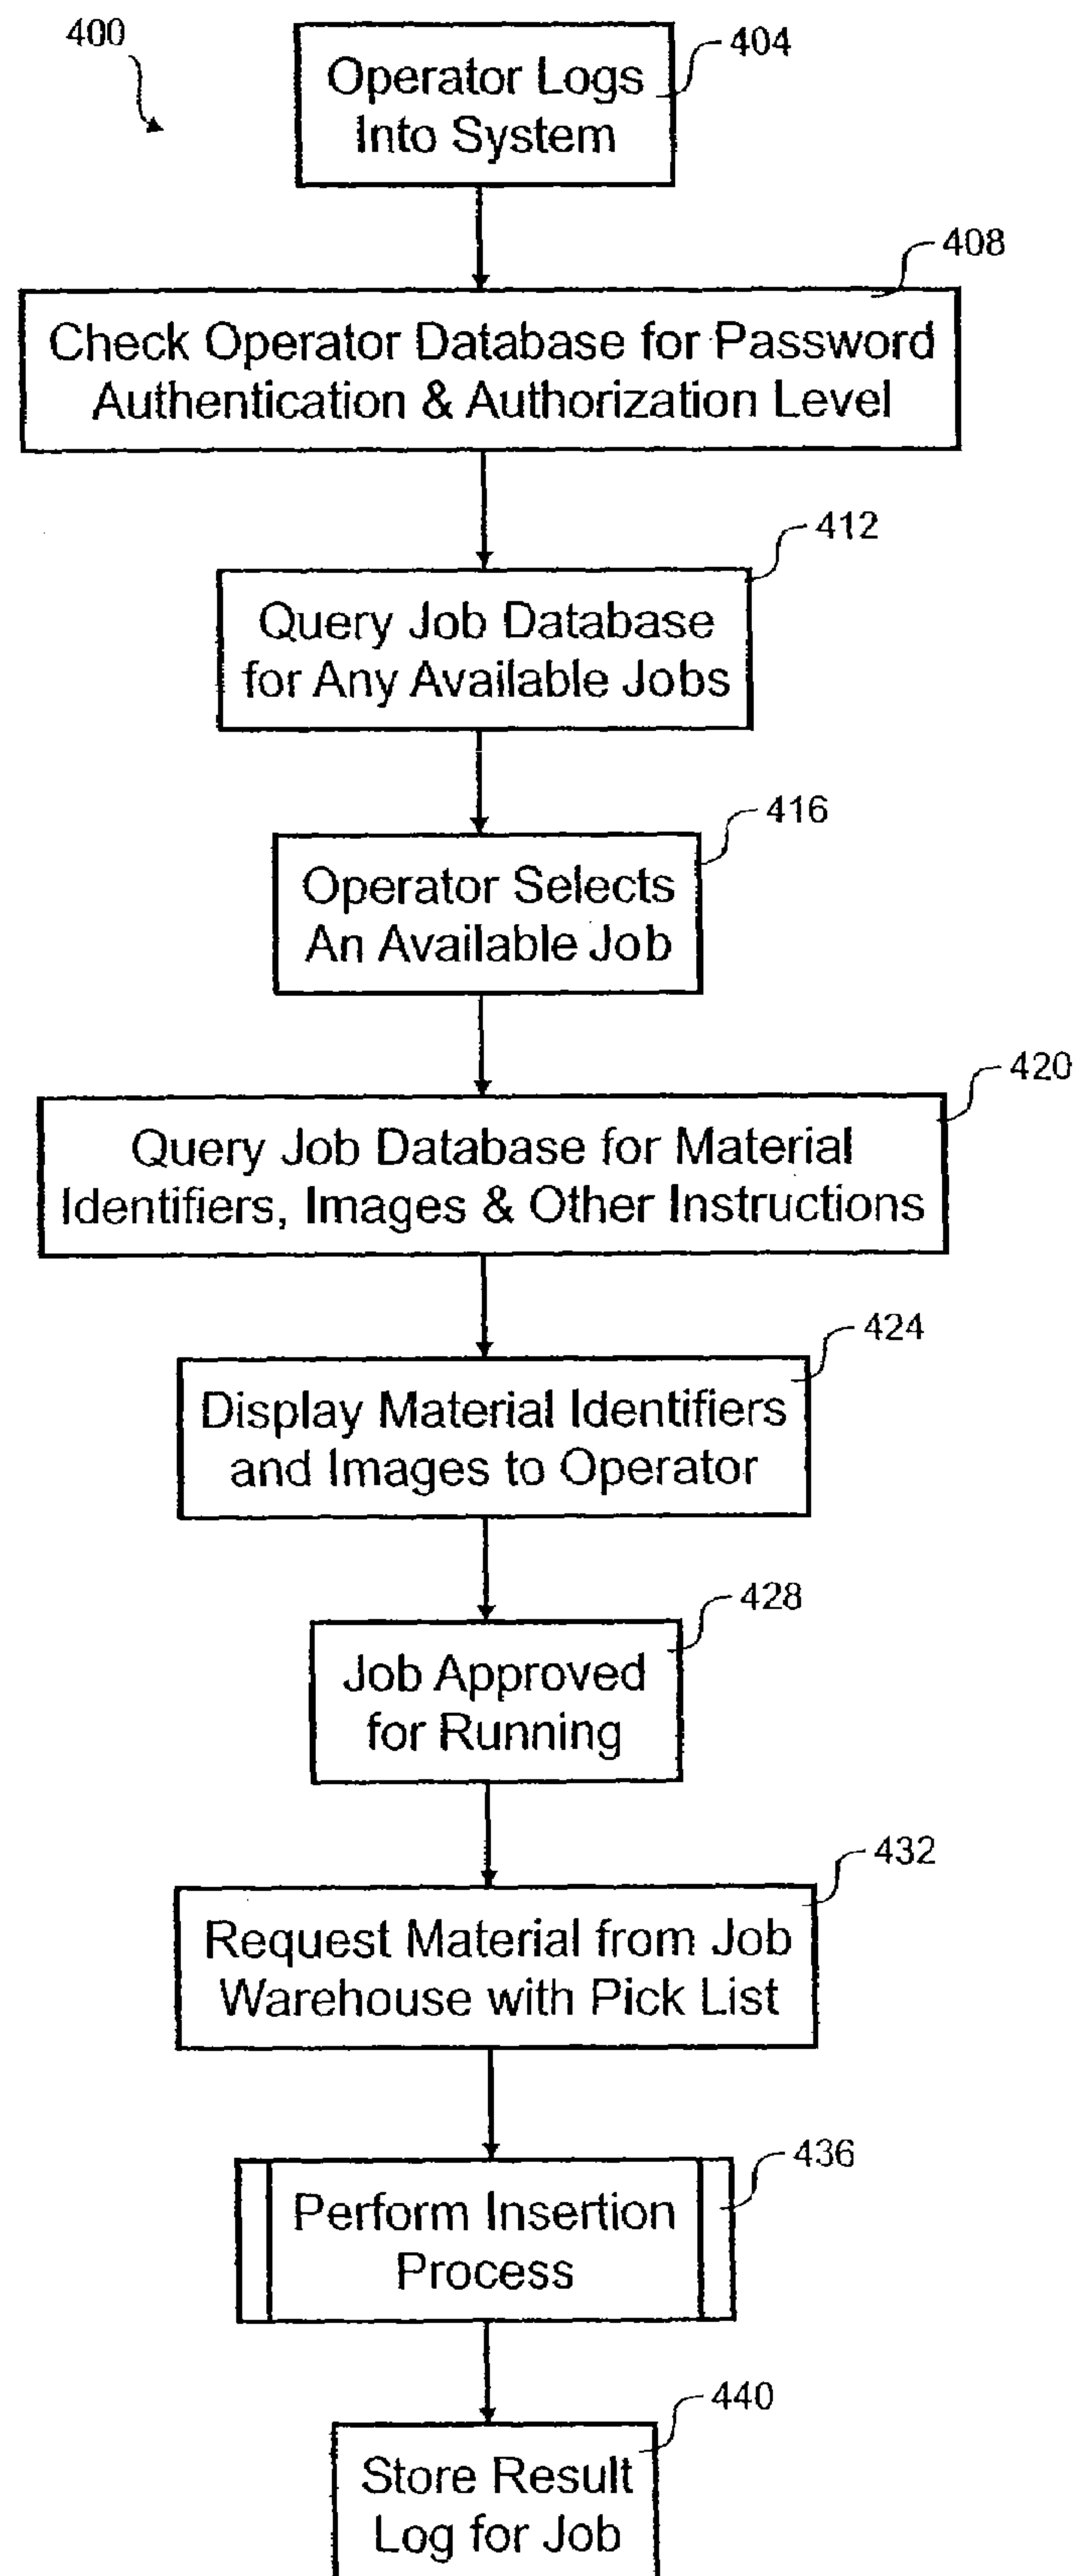 400
404
Operator Logs
Into System
408
Check Operator Database for Password
Authentication & Authorization Level
412
Query Job Database
for Any Available Jobs
416
Operator Selects
An Available Job
420
Query Job Database for Material
Identifiers, Images & Other Instructions
424
Display Material Identifiers
and Images to Operator
428
Job Approved
for Running
432
Request Material from Job
Warehouse with Pick List
436
Perform Insertion
Process
440
Store Result
Log for Job